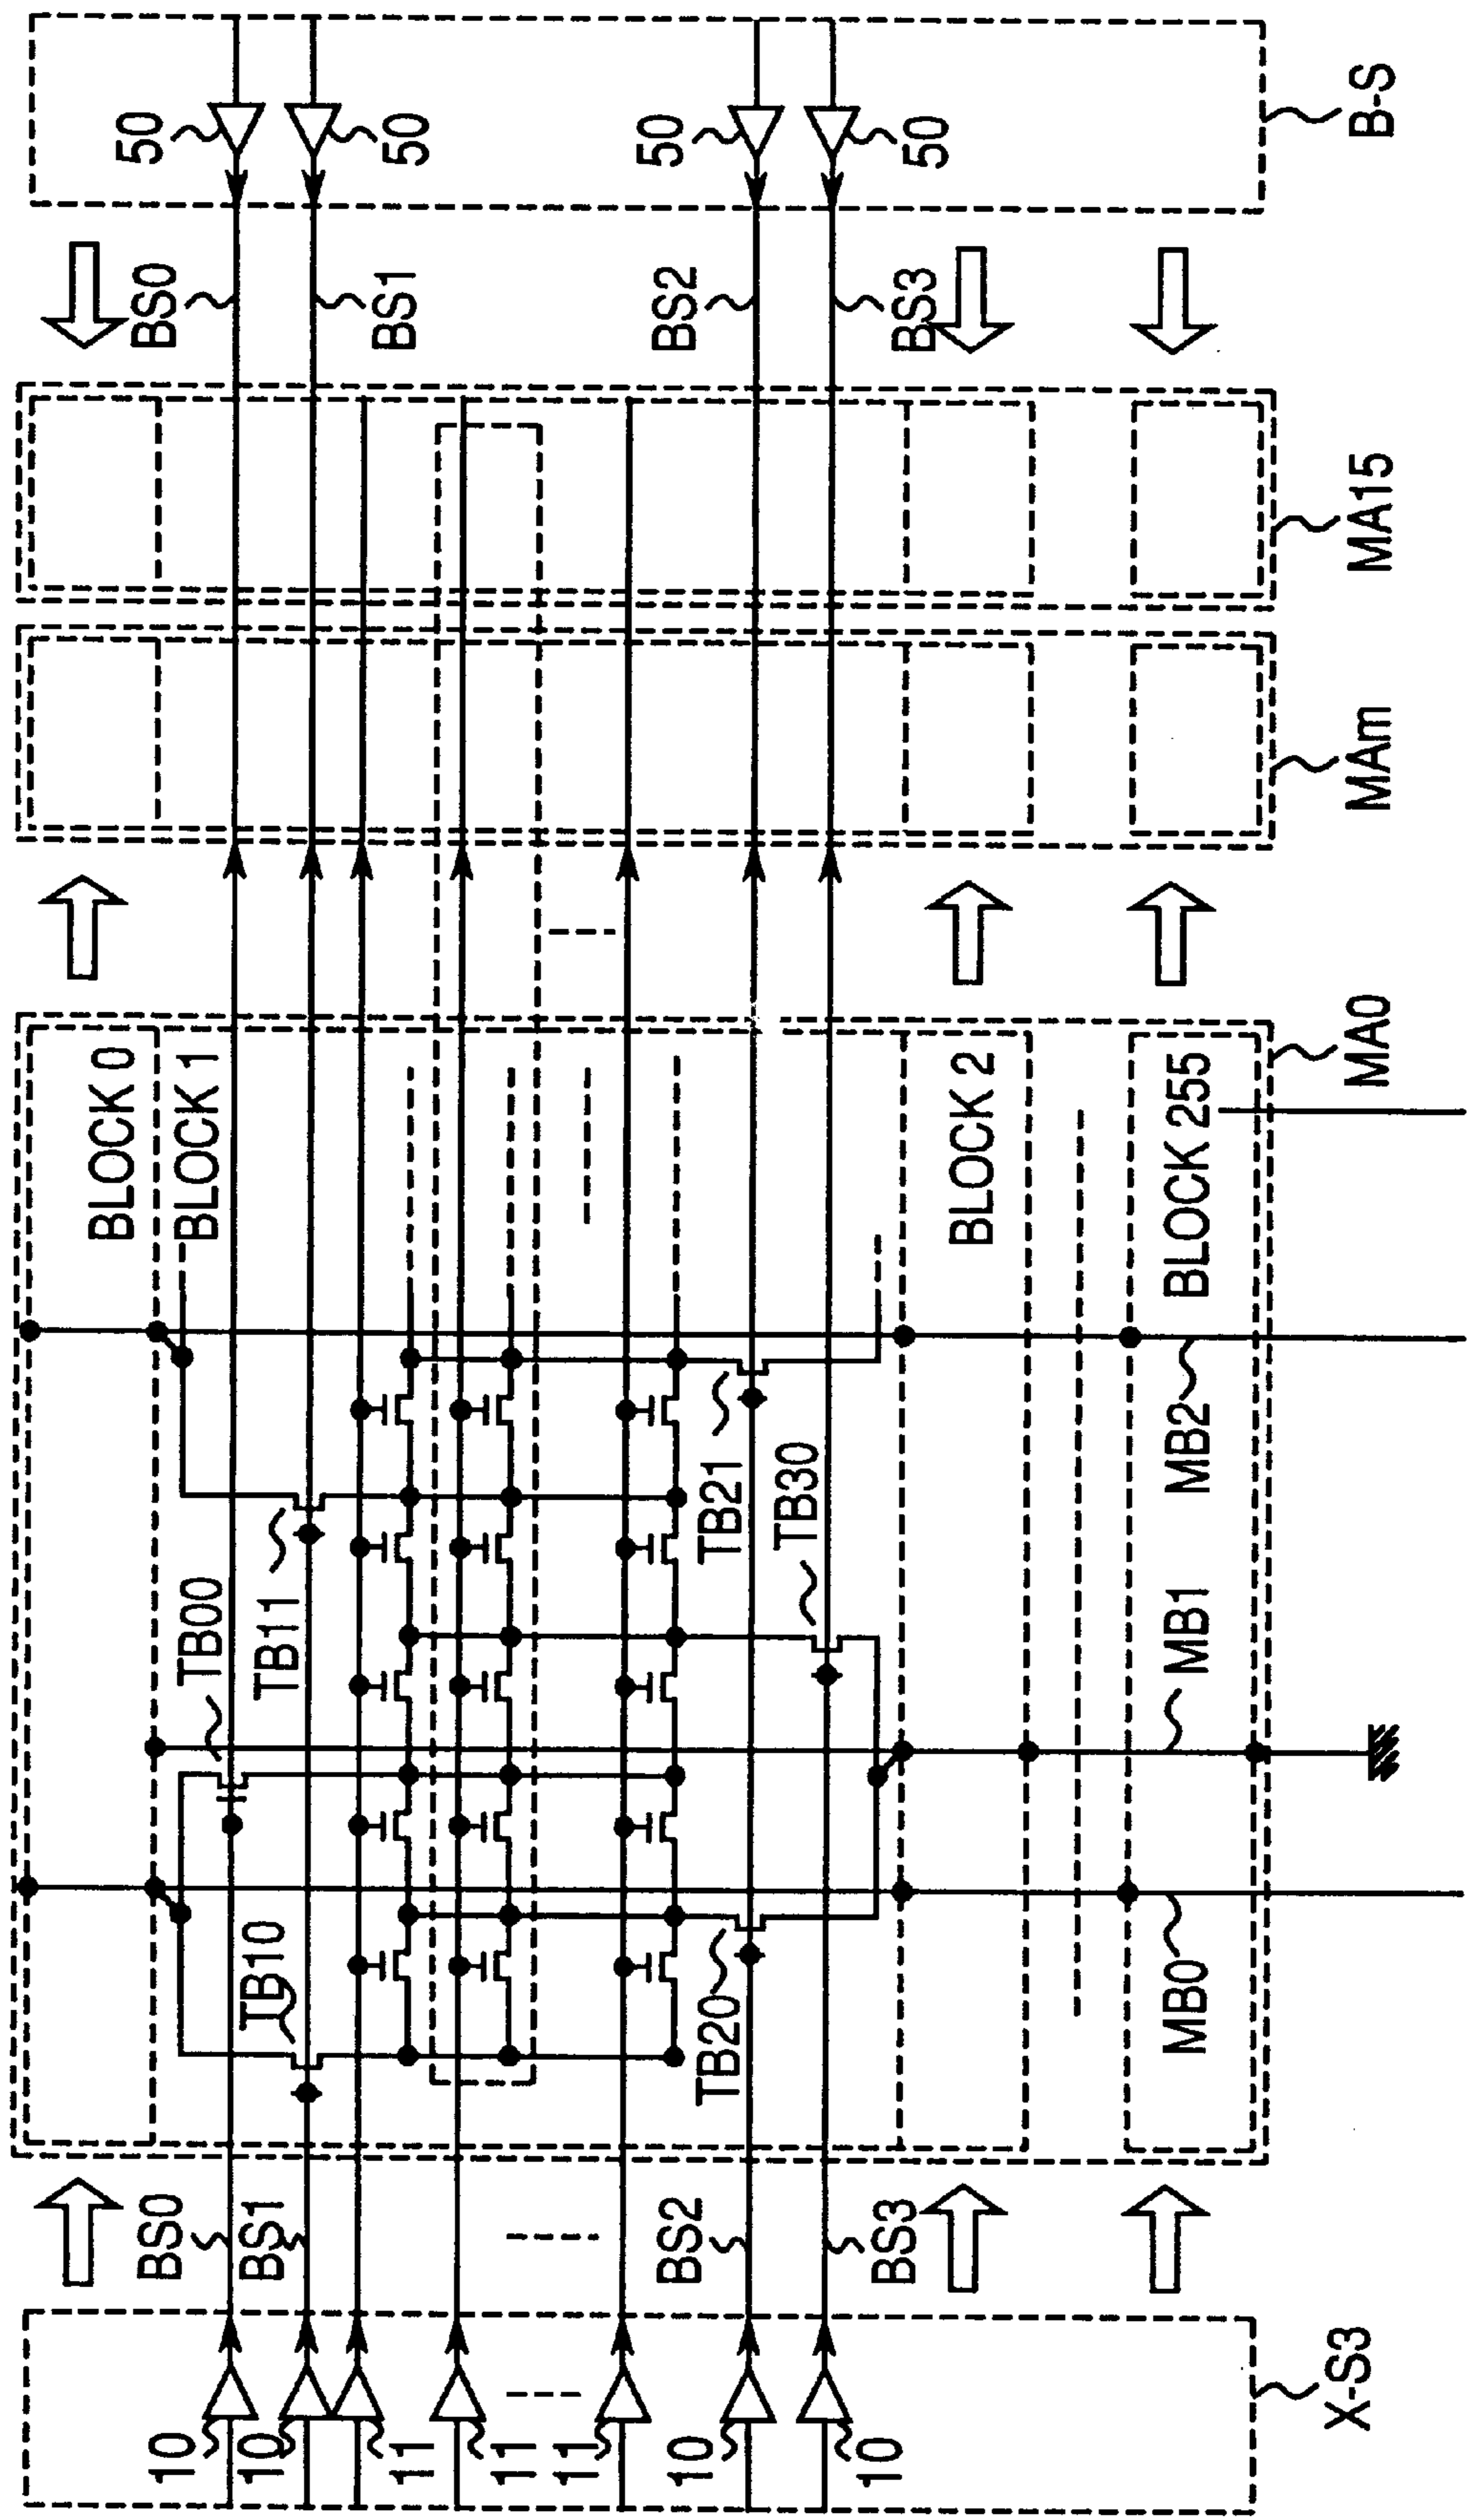 10
10
11
11
11
10
10
X-S3
BS0
BS1
BS2
BS3
BLOCK 0
BLOCK 1
TB00
TB10
TB11
TB20
TB21
TB30
BLOCK 2
BLOCK 255
MB0
MB1
MB2
MA0
MAm
MA15
BS0
BS1
BS2
BS3
50
50
50
50
B-S